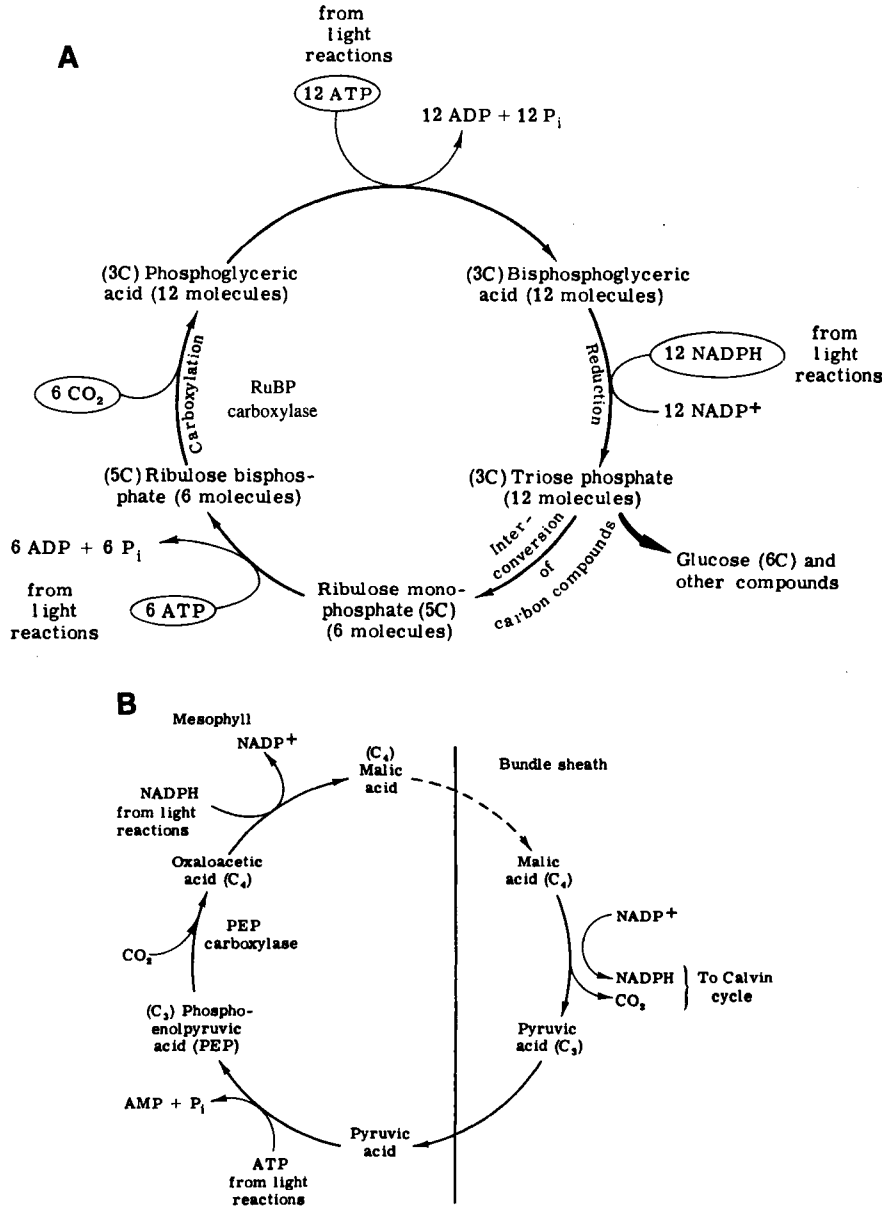 A
from
light
reactions
12 ATP
12 ADP + 12 Pi
(3C) Phosphoglyceric
acid (12 molecules)
(3C) Bisphosphoglyceric
acid (12 molecules)
Carboxylation
6 CO₂
RuBP
carboxylase
Reduction
12 NADPH
from
light
reactions
12 NADP+
(5C) Ribulose bisphos-
phate (6 molecules)
(3C) Triose phosphate
(12 molecules)
6 ADP + 6 Pi
from
light
reactions
6 ATP
Ribulose mono-
phosphate (5C)
(6 molecules)
Inter-
conversion
of
carbon compounds
Glucose (6C) and
other compounds
B
Mesophyll
NADP+
(C₄)
Malic
acid
Bundle sheath
NADPH
from light
reactions
Oxaloacetic
acid (C₄)
Malic
acid (C₄)
PEP
carboxylase
CO₂
NADP+
NADPH
CO₂
To Calvin
cycle
(C₃) Phospho-
enolpyruvic
acid (PEP)
Pyruvic
acid (C₃)
AMP + Pi
Pyruvic
acid
ATP
from light
reactions